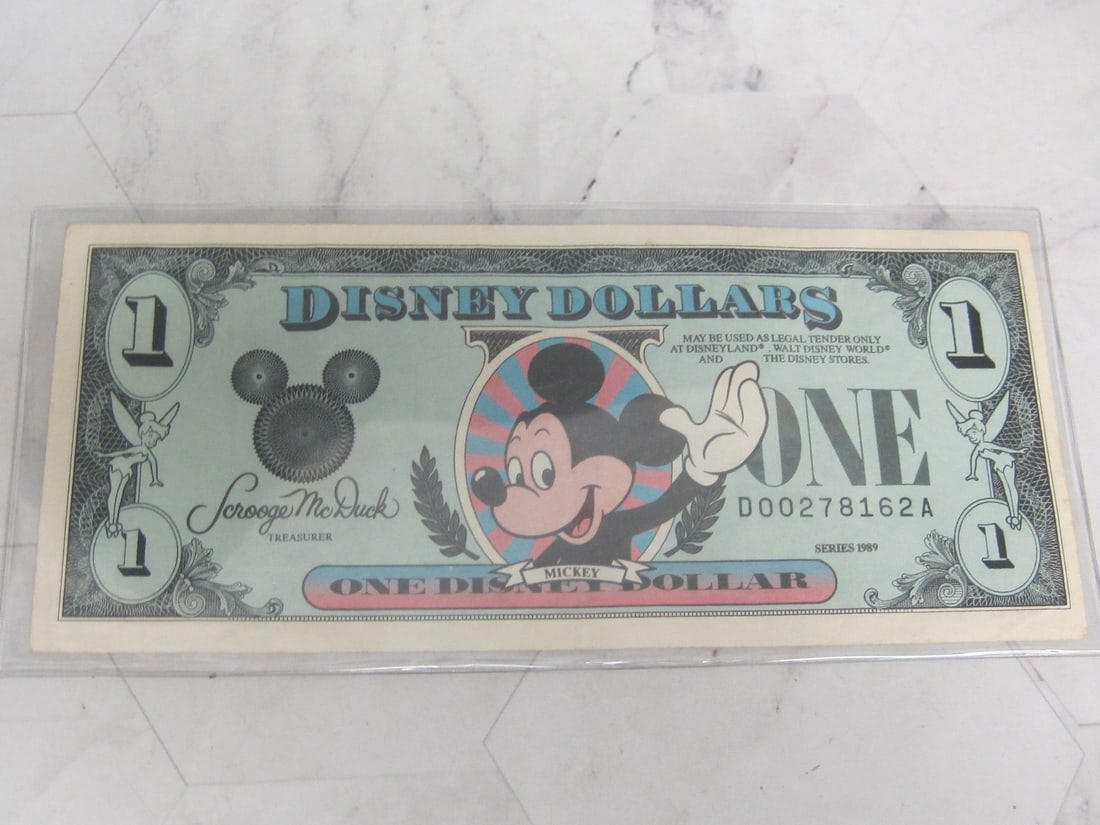 1
DISNEY DOLLARS
1
MAY BE USED AS LEGAL TENDER ONLY
AT DISNEYLAND®, WALT DISNEY WORLD®
AND THE DISNEY STORES.
ONE
D00278162A
Scrooge McDuck
TREASURER
SERIES 1989
1
MICKEY
1
ONE DISNEY DOLLAR